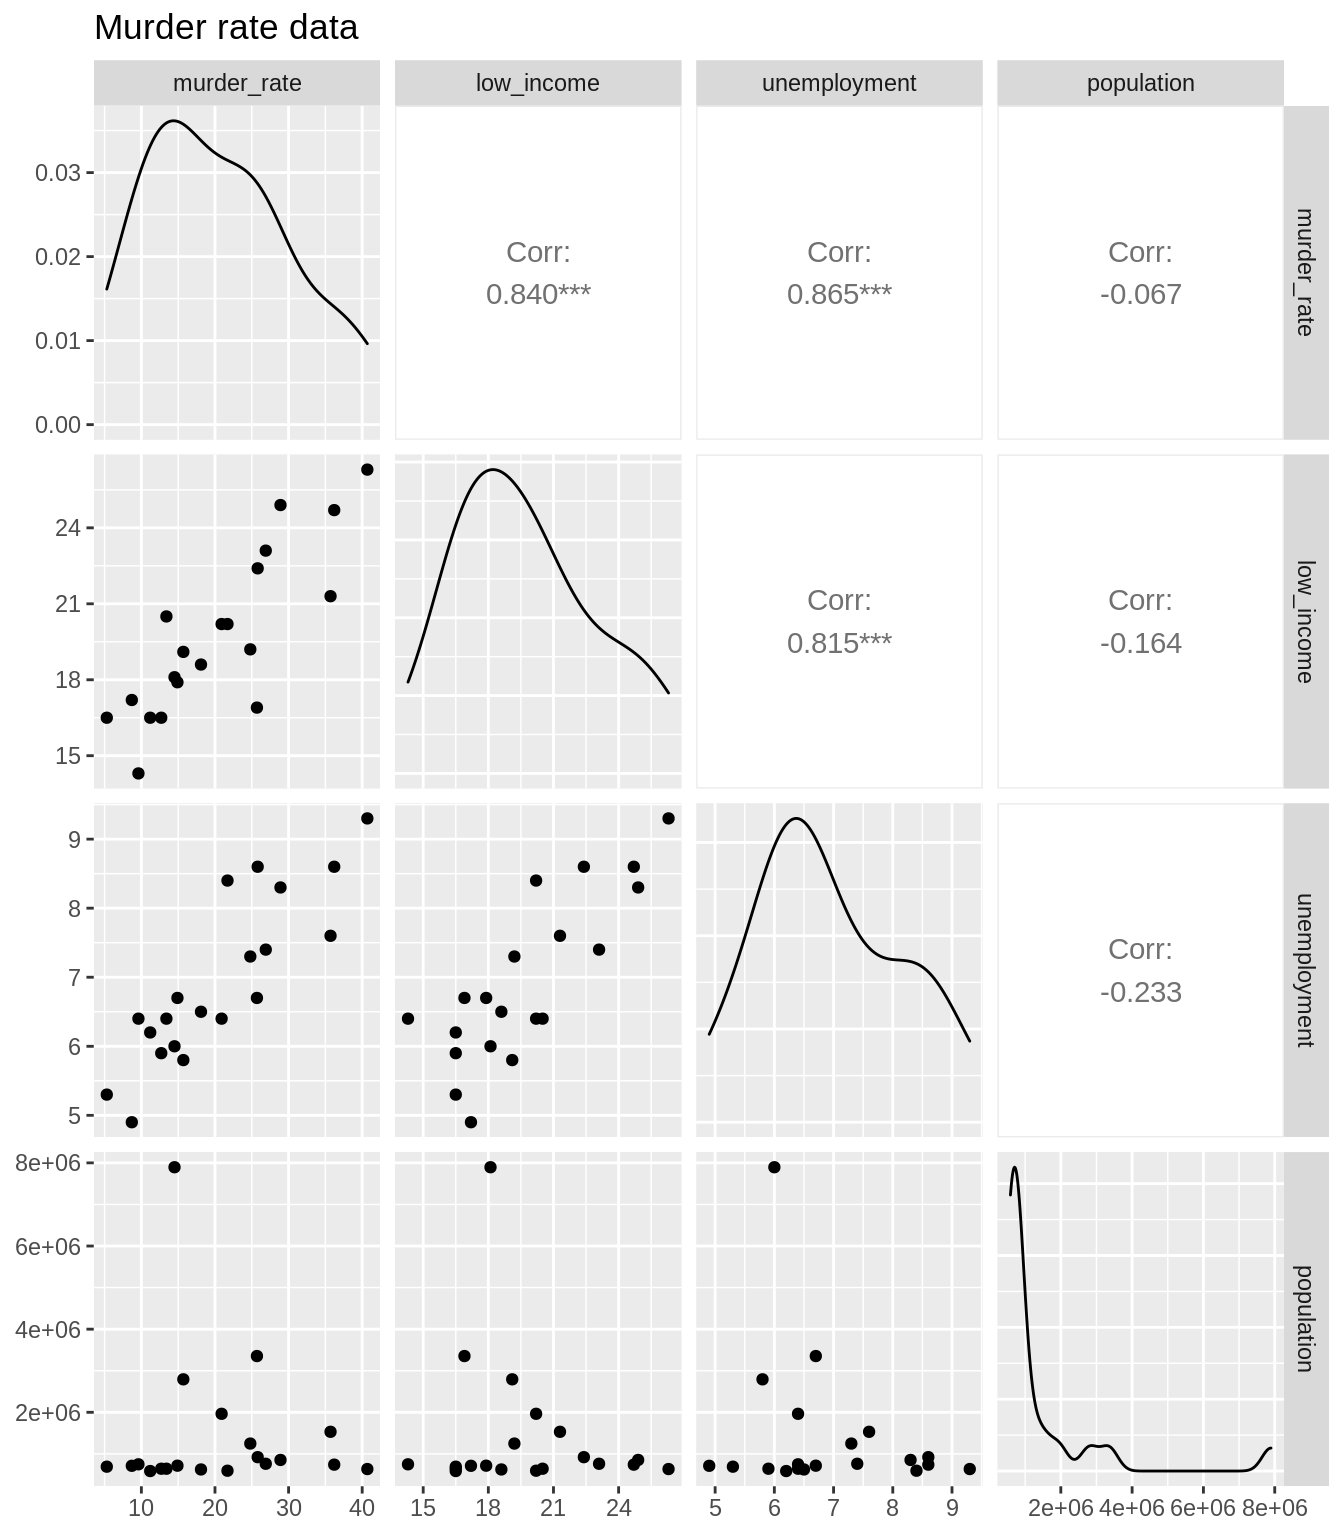 Murder rate data
murder_rate low_income unemployment population
0.03
0.02
0.01
0.00
Corr:
0.840***
Corr:
0.865***
Corr:
-0.067
murder_rate
24
21
18
15
Corr:
0.815***
Corr:
-0.164
low_income
9
8
7
6
5
Corr:
-0.233
unemployment
8e+06
6e+06
4e+06
2e+06
population
10 20 30 40 15 18 21 24 5 6 7 8 9 2e+06 4e+06 6e+06 8e+06